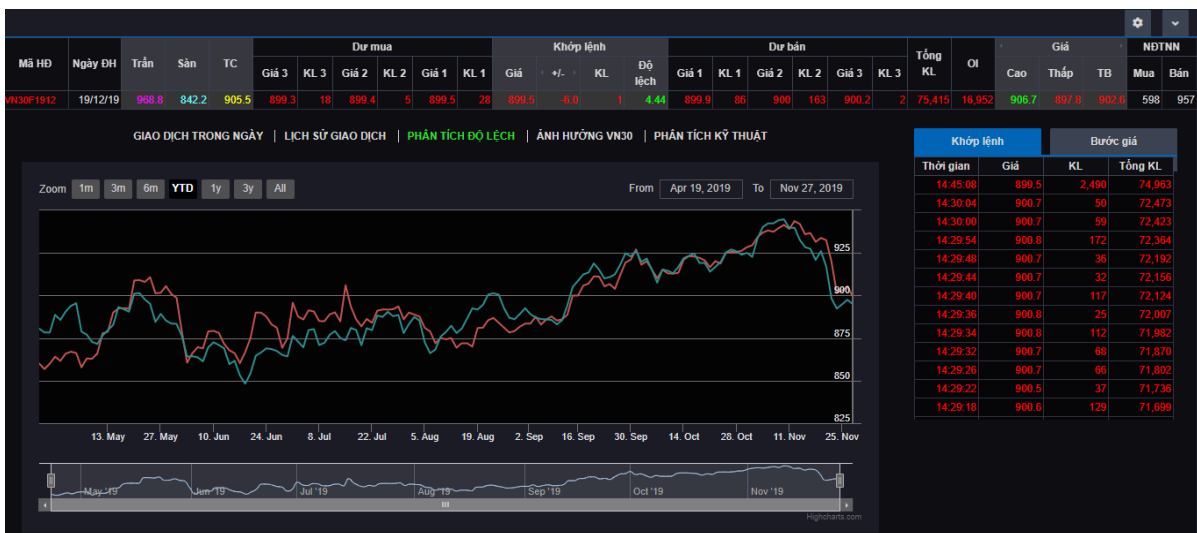 Dư mua Khớp lệnh Dư bán Giá NĐTNN
Mã HĐ Ngày ĐH Trần Sàn TC Giá 3 KL 3 Giá 2 KL 2 Giá 1 KL 1 Giá +/- KL Độ lệch Giá 1 KL 1 Giá 2 KL 2 Giá 3 KL 3 Tổng KL OI Cao Thấp TB Mua Bán
VN30F1912 19/12/19 968.8 842.2 905.5 899.3 18 899.4 5 899.5 28 899.5 -6.0 1 4.44 899.9 86 900 163 900.2 2 75,415 16,952 906.7 897.8 902.6 598 957
GIAO DỊCH TRONG NGÀY | LỊCH SỬ GIAO DỊCH | PHÂN TÍCH ĐỘ LỆCH | ẢNH HƯỞNG VN30 | PHÂN TÍCH KỸ THUẬT
Zoom 1m 3m 6m YTD 1y 3y All From Apr 19, 2019 To Nov 27, 2019
925
900
875
850
825
13. May 27. May 10. Jun 24. Jun 8. Jul 22. Jul 5. Aug 19. Aug 2. Sep 16. Sep 30. Sep 14. Oct 28. Oct 11. Nov 25. Nov
May '19 Jun '19 Jul '19 Aug '19 Sep '19 Oct '19 Nov '19
Highcharts.com
Khớp lệnh Bước giá
Thời gian Giá KL Tổng KL
14:45:08 899.5 2,490 74,963
14:30:04 900.7 50 72,473
14:30:00 900.7 59 72,423
14:29:54 900.8 172 72,364
14:29:48 900.7 36 72,192
14:29:44 900.7 32 72,156
14:29:40 900.7 117 72,124
14:29:36 900.8 25 72,007
14:29:34 900.8 112 71,982
14:29:32 900.7 68 71,870
14:29:26 900.7 66 71,802
14:29:22 900.5 37 71,736
14:29:18 900.6 129 71,699